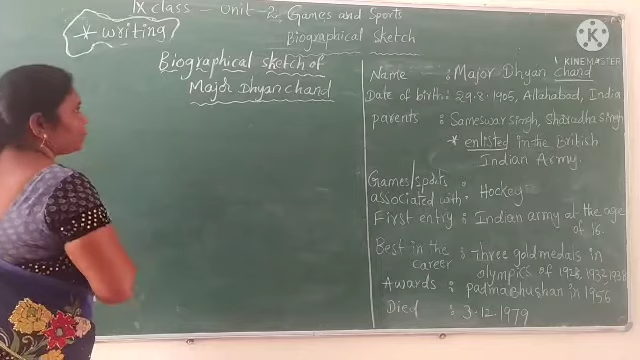 IX class - Unit-2, Games and Sports
* writing
Biographical sketch
Biographical sketch of
Major Dhyan chand
Name : Major Dhyan chand
Date of birth : 29.8.1905, Allahabad, India
parents : Sameswar singh, Sharadha singh
* enlisted in the British
Indian Army.
Games/sports
associated with : Hockey
First entry : Indian army at the age
of 16.
Best in the : three gold medals in
career olympics of 1928, 1932, 1938
Awards : padmabhushan in 1956
Died : 3.12.1979
K
KINEMASTER